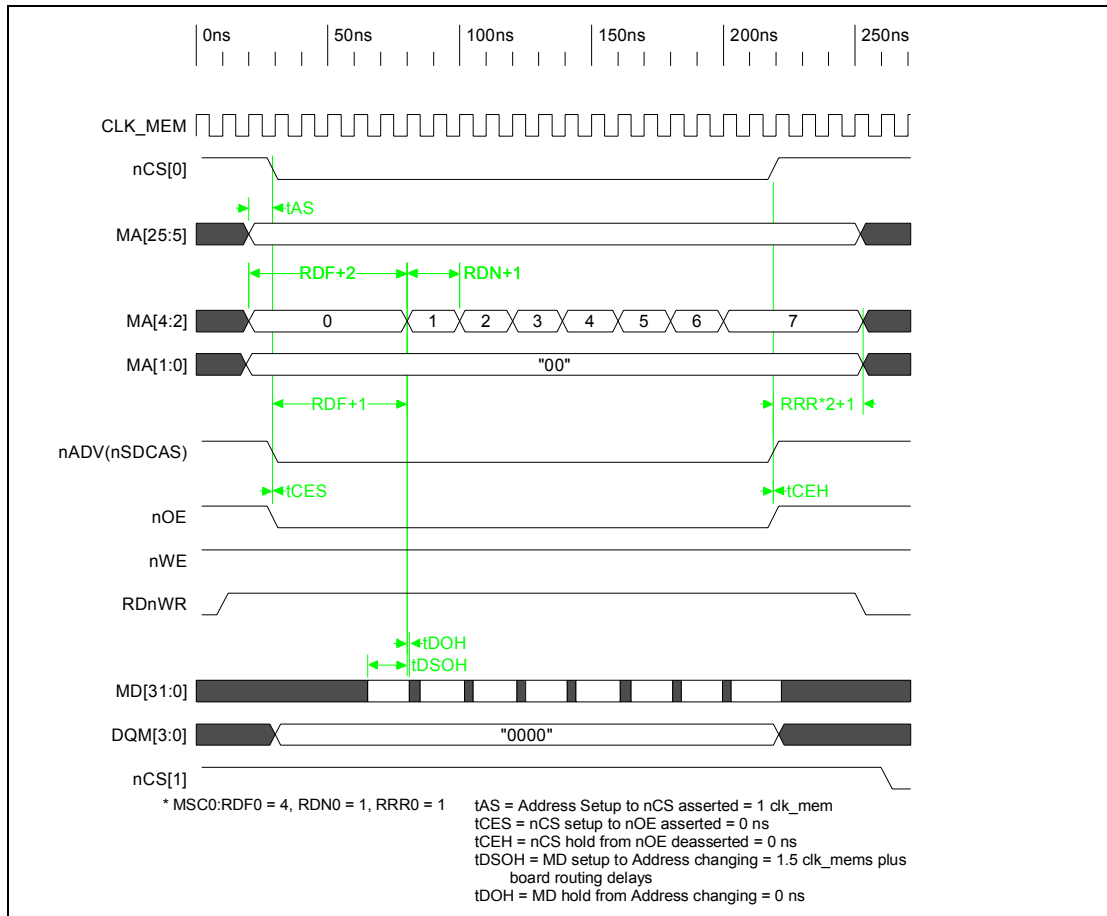 0ns 50ns 100ns 150ns 200ns 250ns
CLK_MEM
nCS[0]
tAS
MA[25:5]
RDF+2 RDN+1
MA[4:2] 0 1 2 3 4 5 6 7
MA[1:0] "00"
RDF+1 RRR*2+1
nADV(nSDCAS)
tCES tCEH
nOE
nWE
RDnWR
tDOH
tDSOH
MD[31:0]
DQM[3:0] "0000"
nCS[1]
* MSC0:RDF0 = 4, RDN0 = 1, RRR0 = 1
tAS = Address Setup to nCS asserted = 1 clk_mem
tCES = nCS setup to nOE asserted = 0 ns
tCEH = nCS hold from nOE deasserted = 0 ns
tDSOH = MD setup to Address changing = 1.5 clk_mems plus
board routing delays
tDOH = MD hold from Address changing = 0 ns